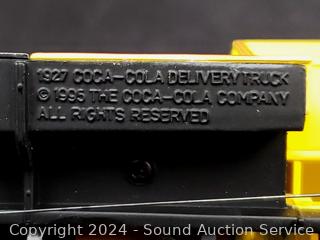 1927 COCA-COLA DELIVERY TRUCK
© 1995 THE COCA-COLA COMPANY
ALL RIGHTS RESERVED
Copyright 2024 - Sound Auction Service